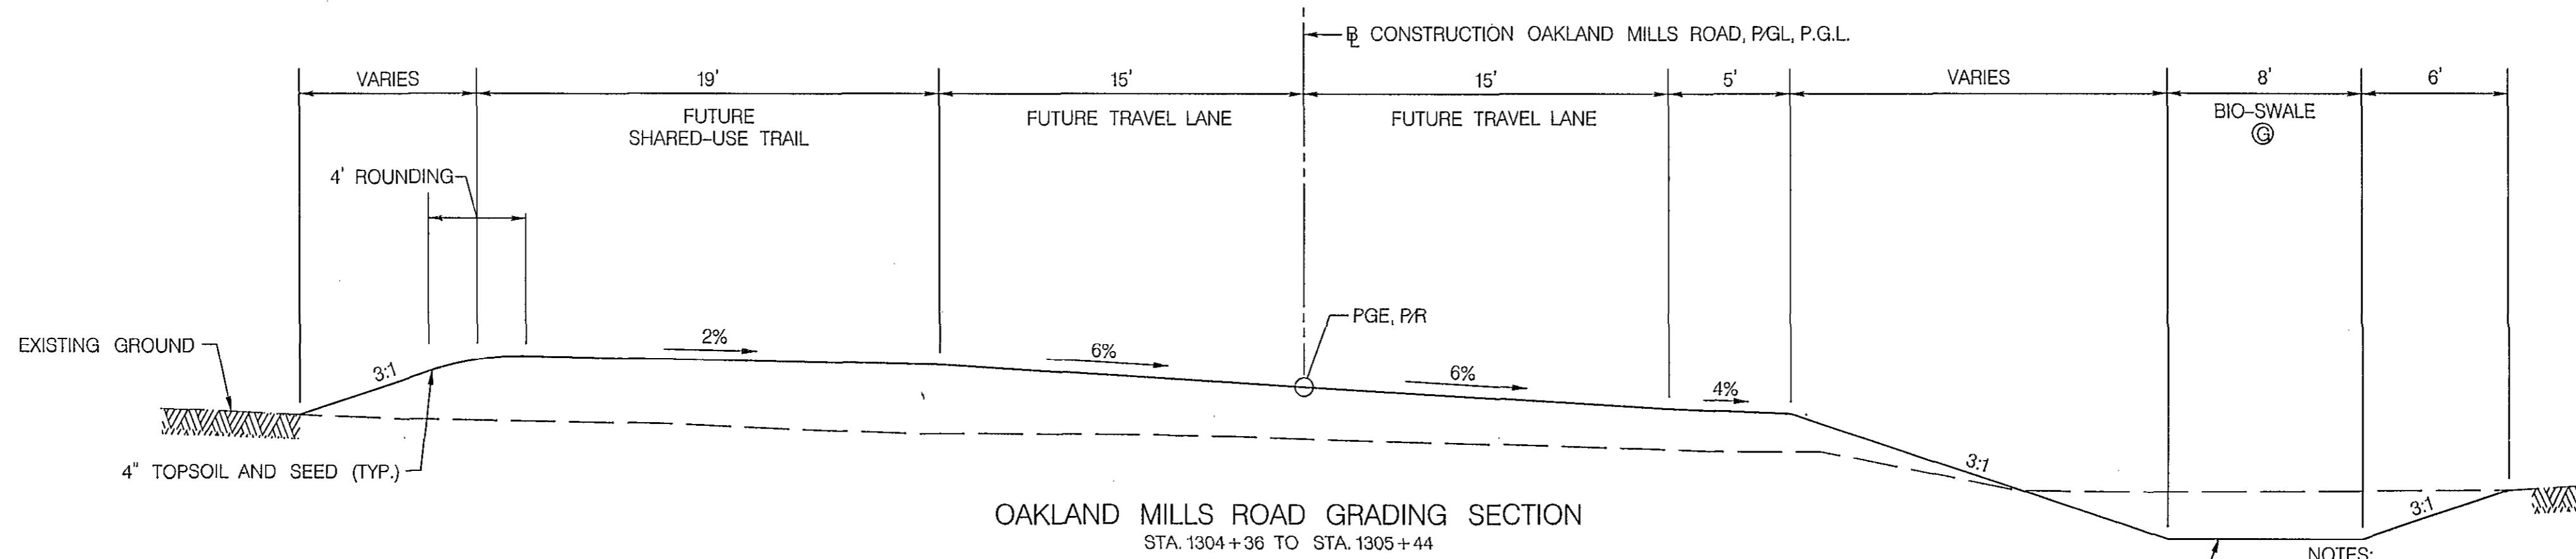 ℄ CONSTRUCTION OAKLAND MILLS ROAD, P/GL, P.G.L.
VARIES
19'
15'
15'
5'
VARIES
8'
6'
FUTURE
SHARED-USE TRAIL
FUTURE TRAVEL LANE
FUTURE TRAVEL LANE
BIO-SWALE
G
4' ROUNDING
PGE, P/R
EXISTING GROUND
3:1
2%
6%
6%
4%
3:1
3:1
4" TOPSOIL AND SEED (TYP.)
OAKLAND MILLS ROAD GRADING SECTION
STA. 1304+36 TO STA. 1305+44
NOTES: